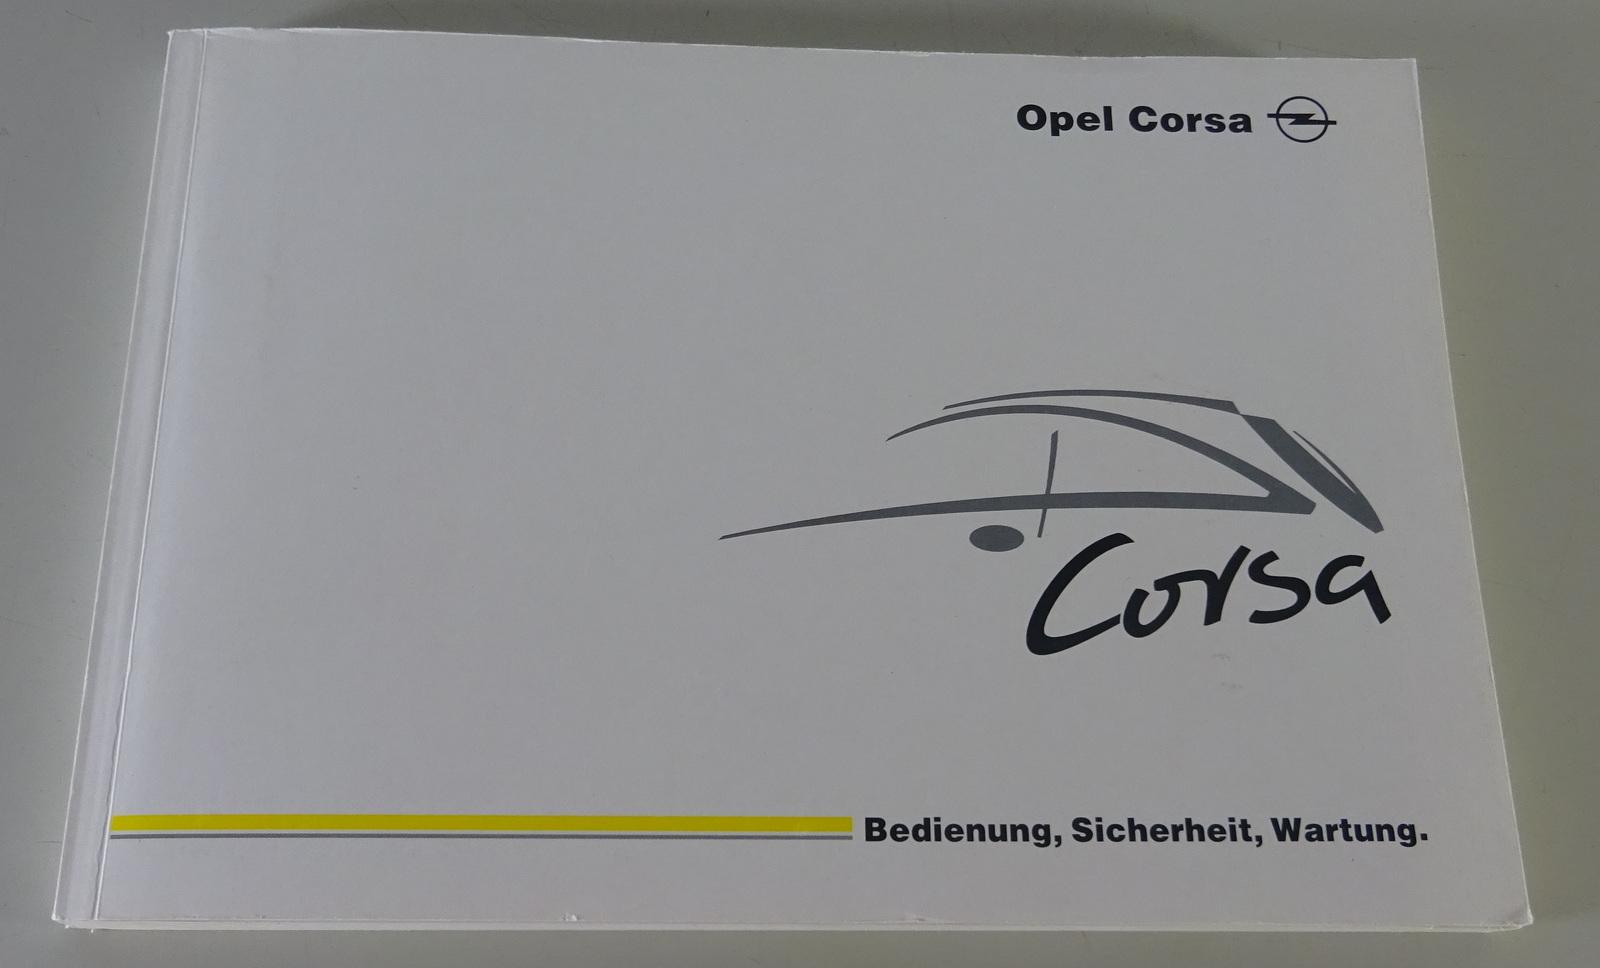 Opel Corsa
Corsa
Bedienung, Sicherheit, Wartung.